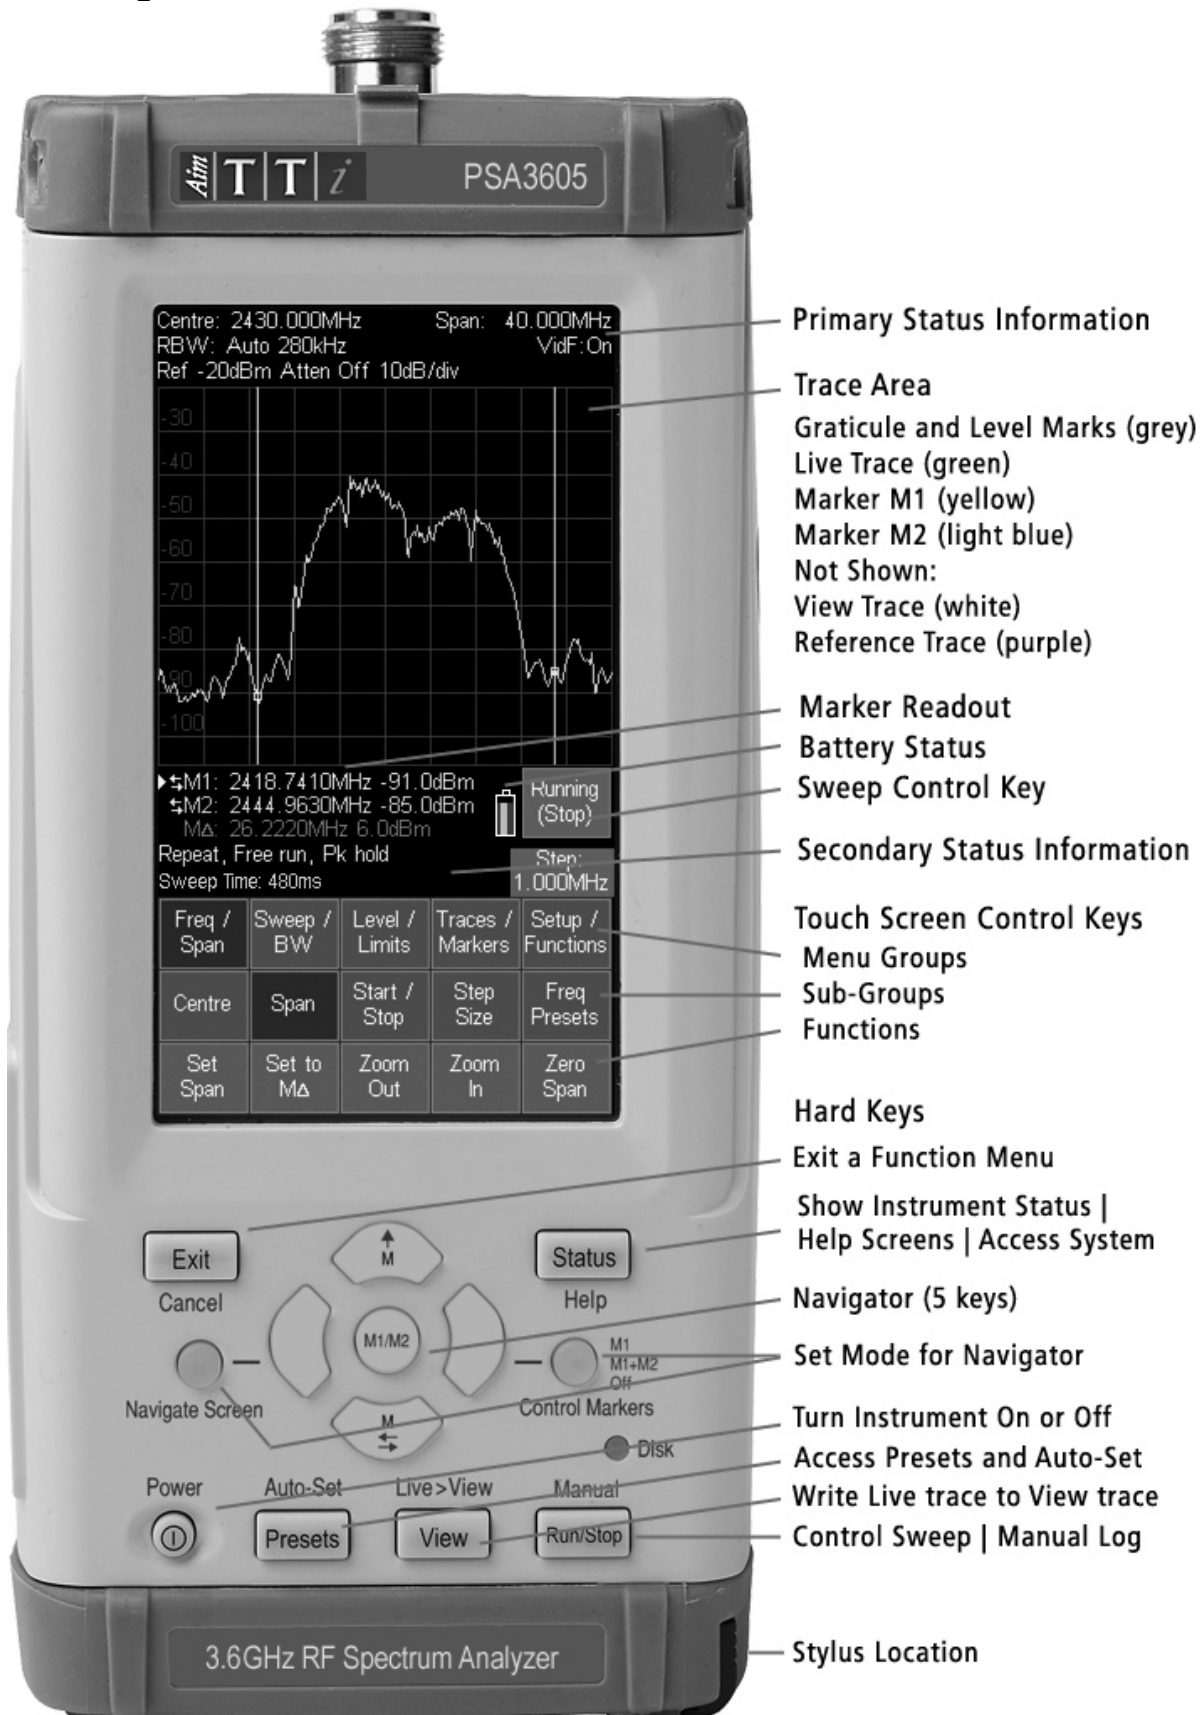 Aim TTi
PSA3605
Centre: 2430.000MHz Span: 40.000MHz
RBW: Auto 280kHz VidF:On
Ref -20dBm Atten Off 10dB/div
-30
-40
-50
-60
-70
-80
-90
-100
M1: 2418.7410MHz -91.0dBm
M2: 2444.9630MHz -85.0dBm
MΔ: 26.2220MHz 6.0dBm
Running
(Stop)
Repeat, Free run, Pk hold
Sweep Time: 480ms
Step:
1.000MHz
Freq /
Span
Sweep /
BW
Level /
Limits
Traces /
Markers
Setup /
Functions
Centre
Span
Start /
Stop
Step
Size
Freq
Presets
Set
Span
Set to
MΔ
Zoom
Out
Zoom
In
Zero
Span
Exit
Cancel
M
Status
Help
M1/M2
M1
M1+M2
Off
Navigate Screen
Control Markers
M
Disk
Power
Auto-Set
Live>View
Manual
Presets
View
Run/Stop
3.6GHz RF Spectrum Analyzer
Primary Status Information
Trace Area
Graticule and Level Marks (grey)
Live Trace (green)
Marker M1 (yellow)
Marker M2 (light blue)
Not Shown:
View Trace (white)
Reference Trace (purple)
Marker Readout
Battery Status
Sweep Control Key
Secondary Status Information
Touch Screen Control Keys
Menu Groups
Sub-Groups
Functions
Hard Keys
Exit a Function Menu
Show Instrument Status |
Help Screens | Access System
Navigator (5 keys)
Set Mode for Navigator
Turn Instrument On or Off
Access Presets and Auto-Set
Write Live trace to View trace
Control Sweep | Manual Log
Stylus Location